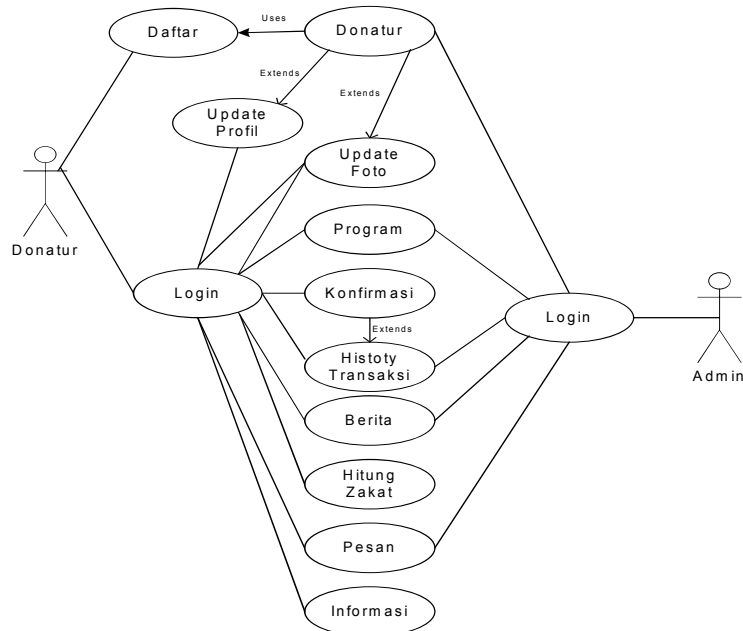 Uses
Daftar
Donatur
Extends
Extends
Update
Profil
Update
Foto
Program
Donatur
Login
Konfirmasi
Login
Extends
Histoty
Transaksi
Admin
Berita
Hitung
Zakat
Pesan
Informasi